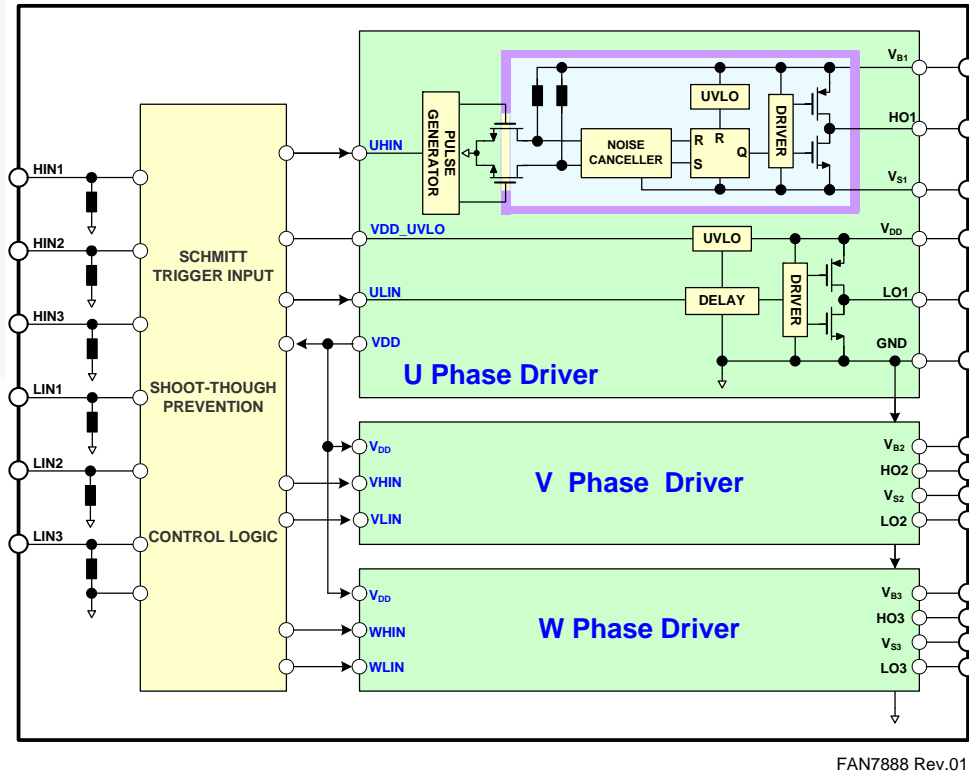 HIN1
HIN2
HIN3
LIN1
LIN2
LIN3
SCHMITT
TRIGGER INPUT
SHOOT-THOUGH
PREVENTION
CONTROL LOGIC
UHIN
VDD_UVLO
ULIN
VDD
PULSE
GENERATOR
NOISE
CANCELLER
UVLO
R
R
S
Q
DRIVER
UVLO
DELAY
DRIVER
VB1
HO1
VS1
VDD
LO1
GND
U Phase Driver
VDD
VHIN
VLIN
V Phase Driver
VB2
HO2
VS2
LO2
VDD
WHIN
WLIN
W Phase Driver
VB3
HO3
VS3
LO3
FAN7888 Rev.01